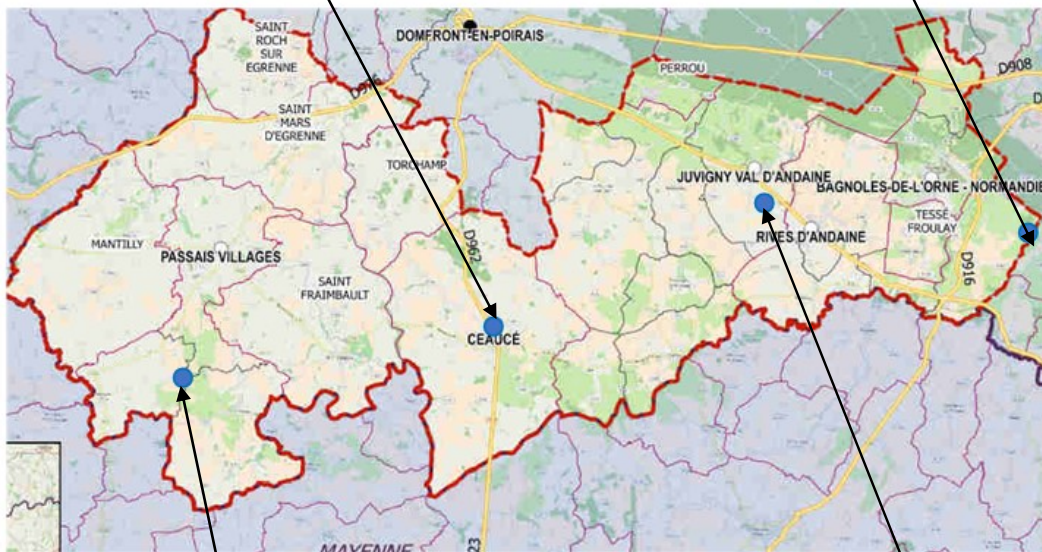 SAINT
ROCH
SUR
EGRENNE
DOMFRONT-EN-POIRAIS
D908
PERROU
SAINT
MARS
D'EGRENNE
TORCHAMP
JUVIGNY VAL D'ANDAINE
BAGNOLES-DE-L'ORNE - NORMANDIE
TESSÉ
FROULAY
MANTILLY
PASSAIS VILLAGES
RIVES D'ANDAINE
D962
D916
SAINT
FRAIMBAULT
CEAUCÉ
MAYENNE
23